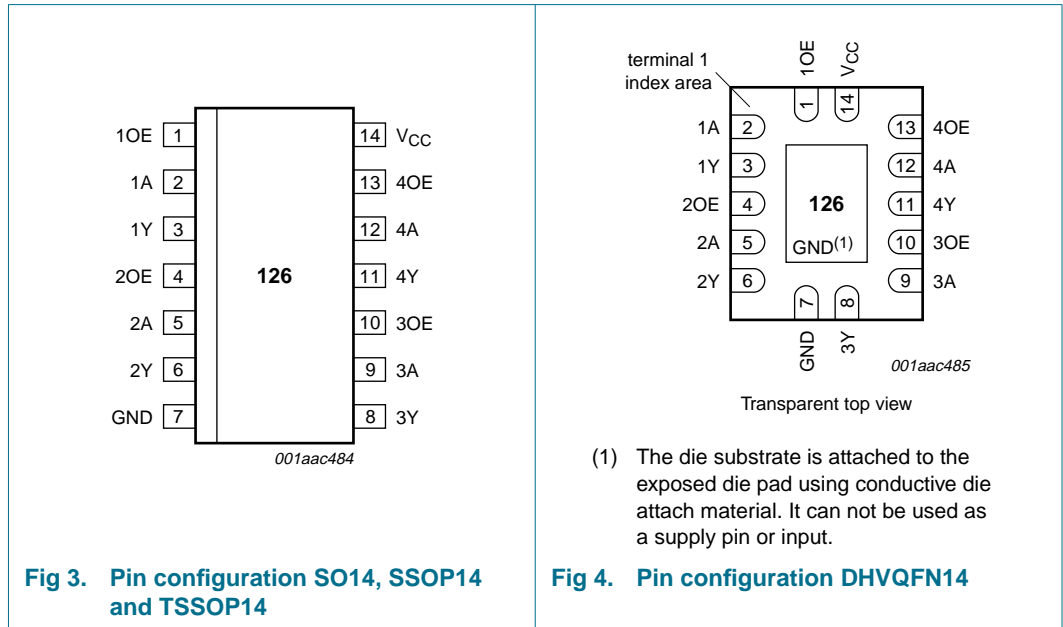 1OE 1
1A 2
1Y 3
2OE 4
2A 5
2Y 6
GND 7
126
14 VCC
13 4OE
12 4A
11 4Y
10 3OE
9 3A
8 3Y
001aac484
Fig 3. Pin configuration SO14, SSOP14
and TSSOP14
terminal 1
index area
1OE
VCC
1
14
1A 2
1Y 3
2OE 4
2A 5
2Y 6
126
GND(1)
13 4OE
12 4A
11 4Y
10 3OE
9 3A
7
8
GND
3Y
001aac485
Transparent top view
(1) The die substrate is attached to the
exposed die pad using conductive die
attach material. It can not be used as
a supply pin or input.
Fig 4. Pin configuration DHVQFN14